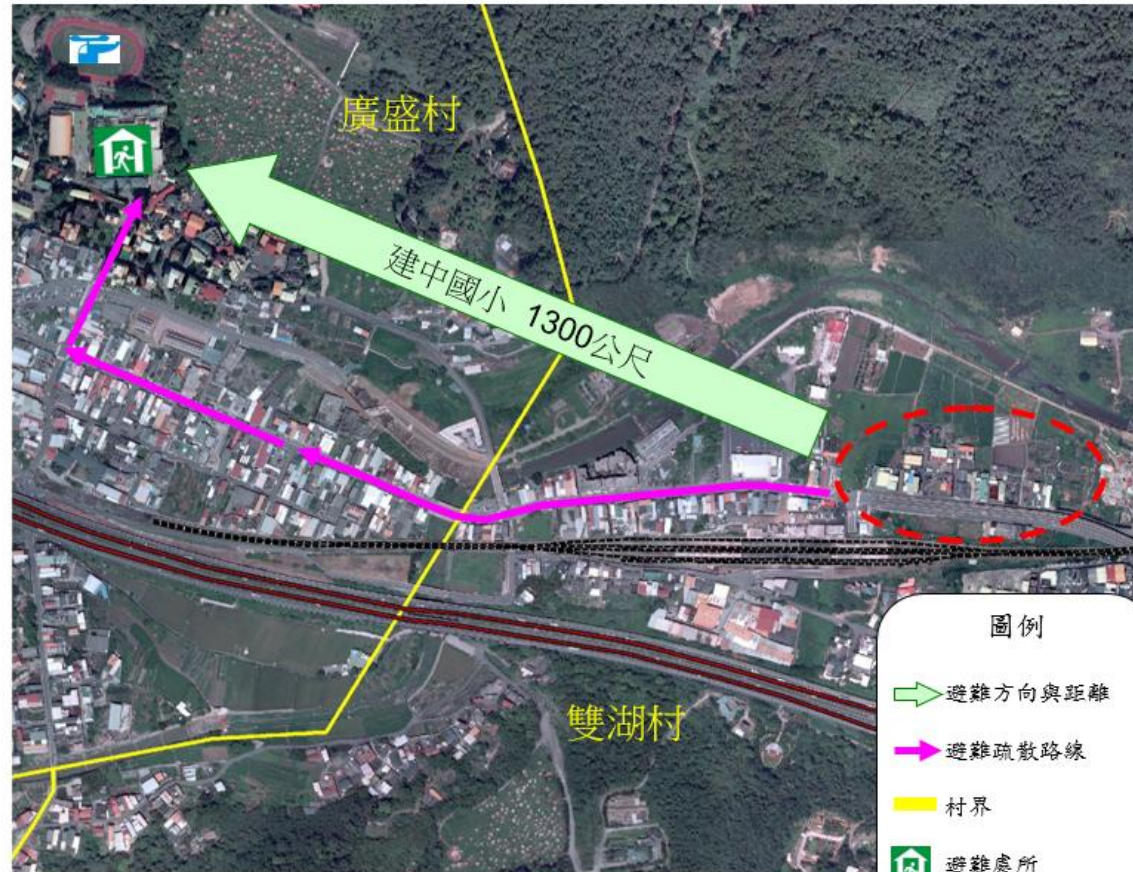 廣盛村
建中國小 1300公尺
雙湖村
圖例
避難方向與距離
避難疏散路線
村界
避難處所